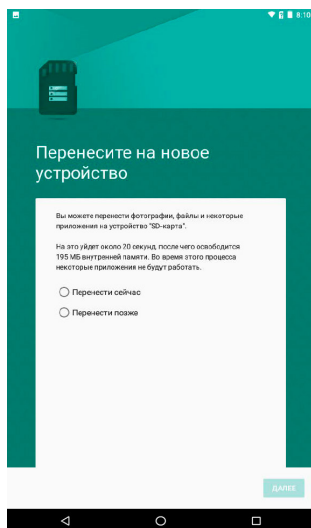 8:10
Перенесите на новое
устройство
Вы можете перенести фотографии, файлы и некоторые
приложения на устройство "SD-карта".
На это уйдет около 20 секунд, после чего освободится
195 МБ внутренней памяти. Во время этого процесса
некоторые приложения не будут работать.
Перенести сейчас
Перенести позже
ДАЛЕЕ